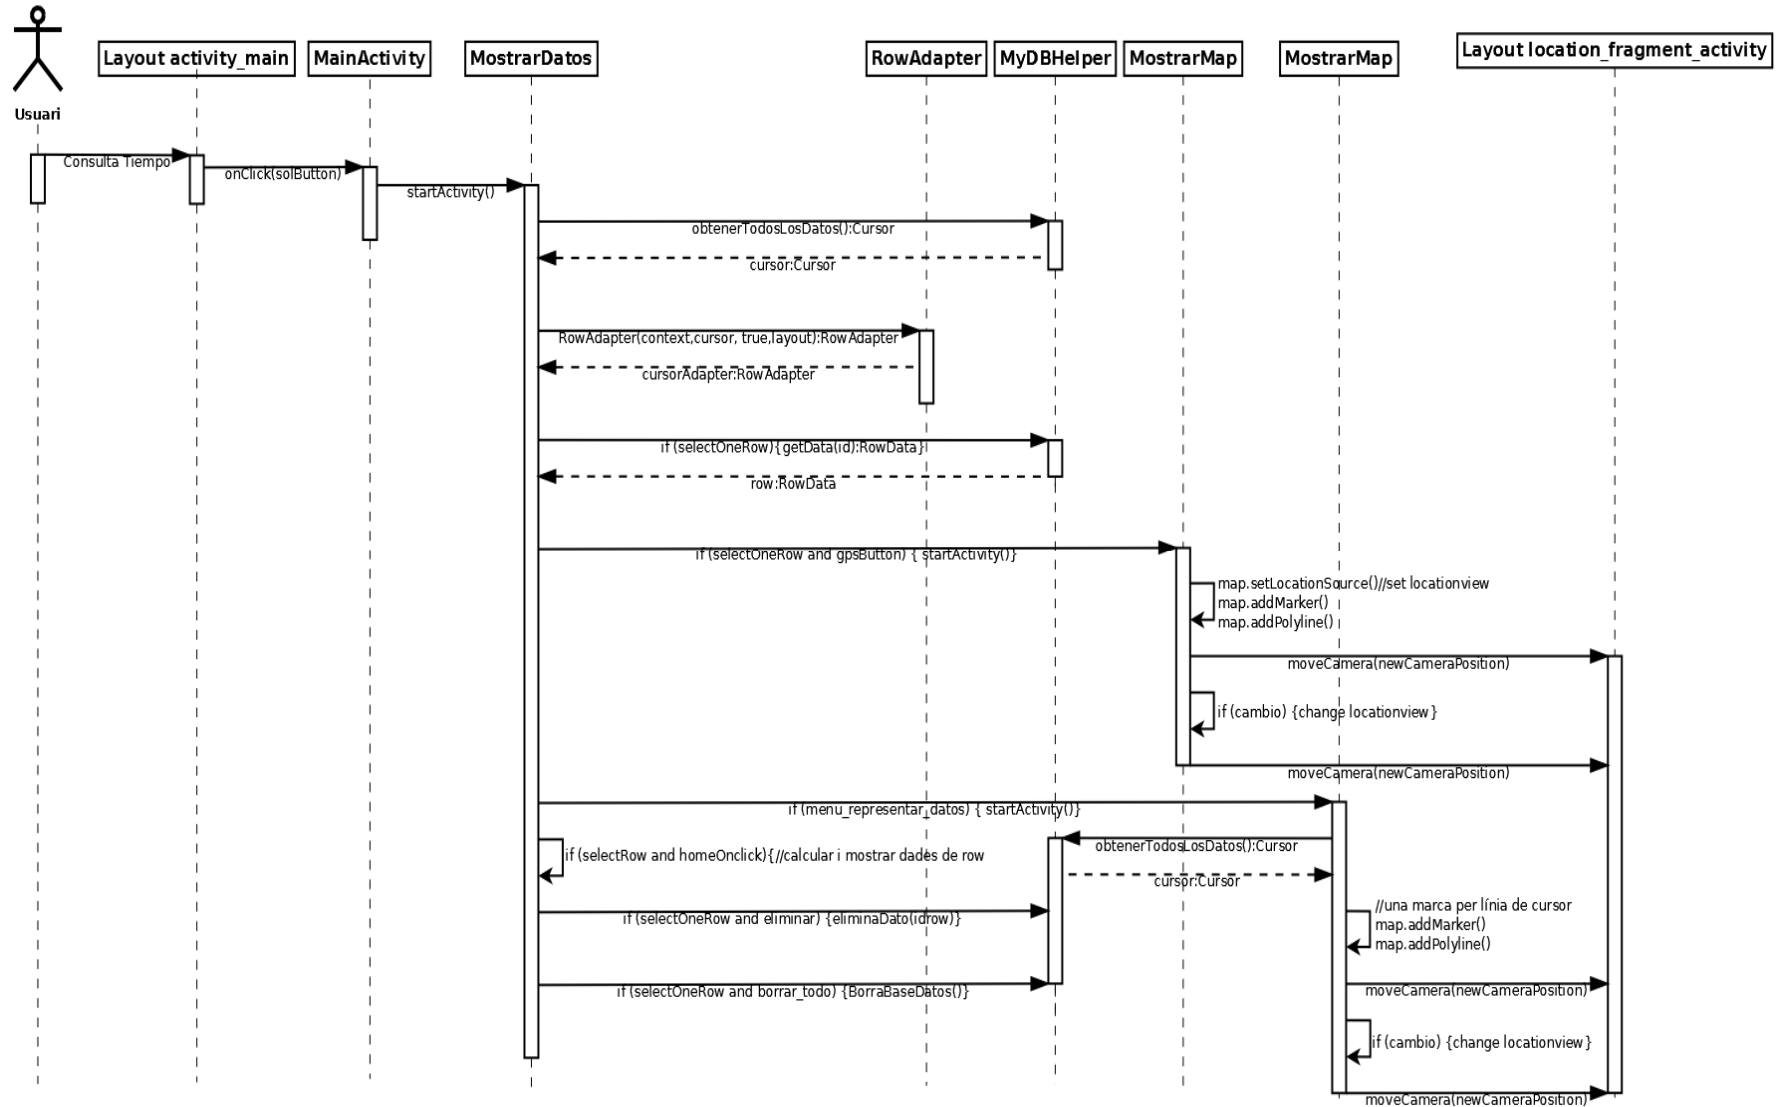 Layout activity_main
MainActivity
MostrarDatos
RowAdapter
MyDBHelper
MostrarMap
MostrarMap
Layout location_fragment_activity
Usuari
Consulta Tiempo
onClick(solButton)
startActivity()
obtenerTodosLosDatos():Cursor
cursor:Cursor
RowAdapter(context,cursor, true,layout):RowAdapter
cursorAdapter:RowAdapter
if (selectOneRow){getData(id):RowData}
row:RowData
if (selectOneRow and gpsButton) { startActivity()}
map.setLocationSource()//set locationview
map.addMarker()
map.addPolyline()
moveCamera(newCameraPosition)
if (cambio) {change locationview}
moveCamera(newCameraPosition)
if (menu_representar_datos) { startActivity()}
obtenerTodosLosDatos():Cursor
if (selectRow and homeOnclick){//calcular i mostrar dades de row
cursor:Cursor
//una marca per línia de cursor
map.addMarker()
map.addPolyline()
if (selectOneRow and eliminar) {eliminaDato(idrow)}
if (selectOneRow and borrar_todo) {BorraBaseDatos()}
moveCamera(newCameraPosition)
if (cambio) {change locationview}
moveCamera(newCameraPosition)